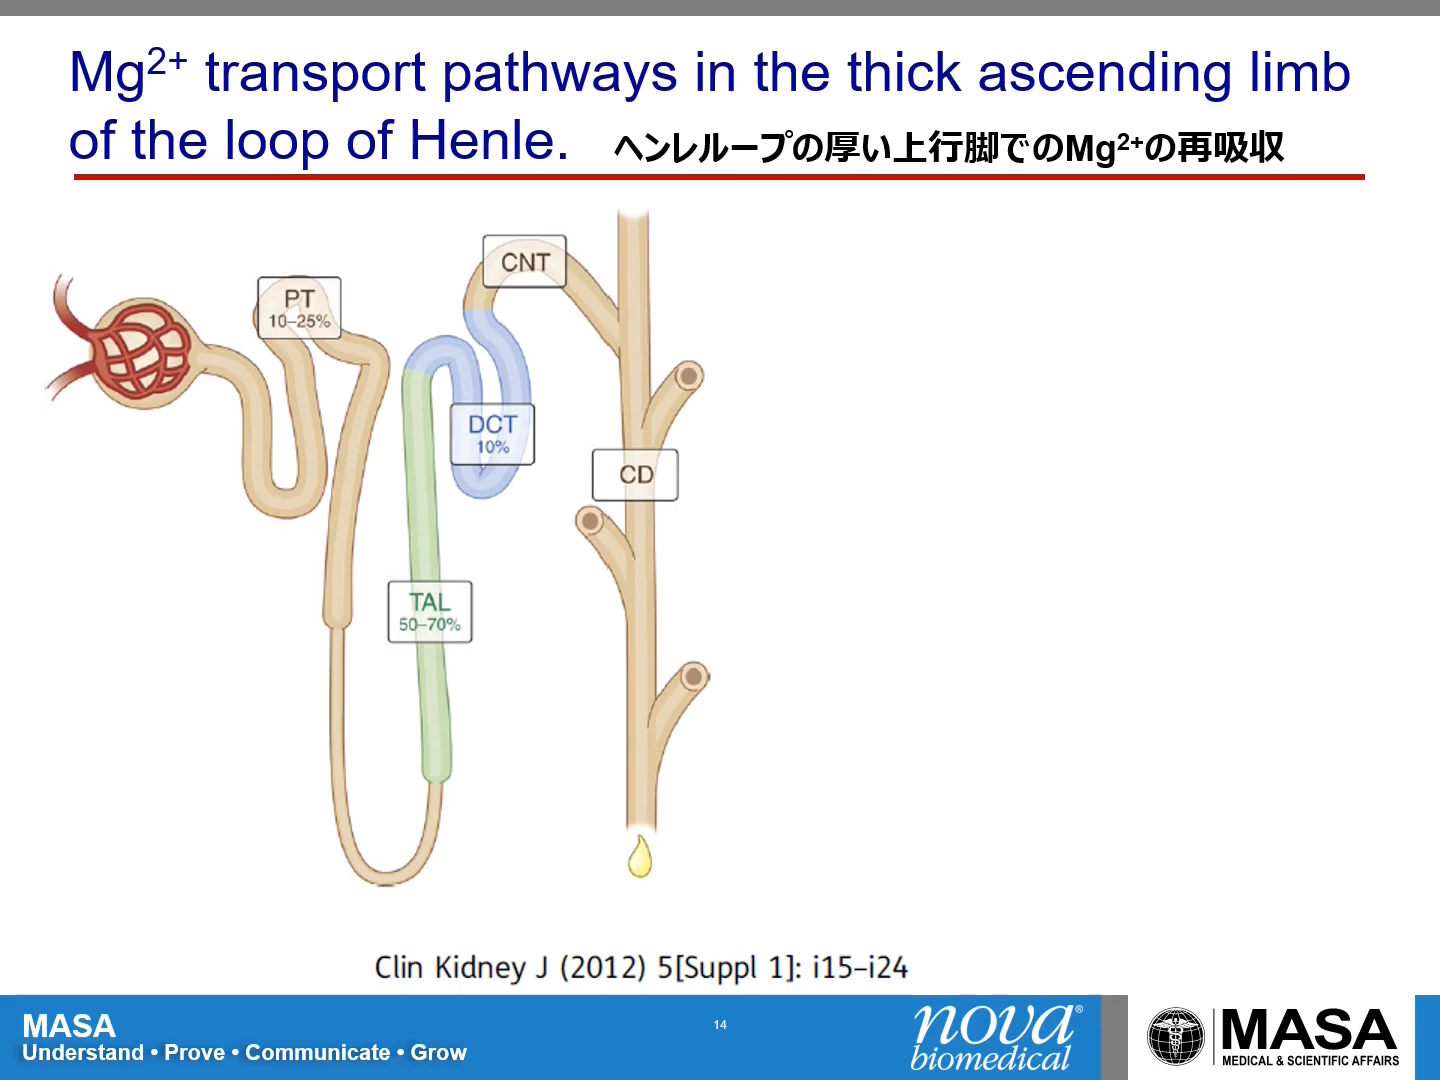 Mg²⁺ transport pathways in the thick ascending limb
of the loop of Henle. ヘンレループの厚い上行脚でのMg²⁺の再吸収
CNT
PT
10–25%
DCT
10%
CD
TAL
50–70%
Clin Kidney J (2012) 5[Suppl 1]: i15–i24
MASA
Understand • Prove • Communicate • Grow
14
nova®
biomedical
MASA
MEDICAL & SCIENTIFIC AFFAIRS